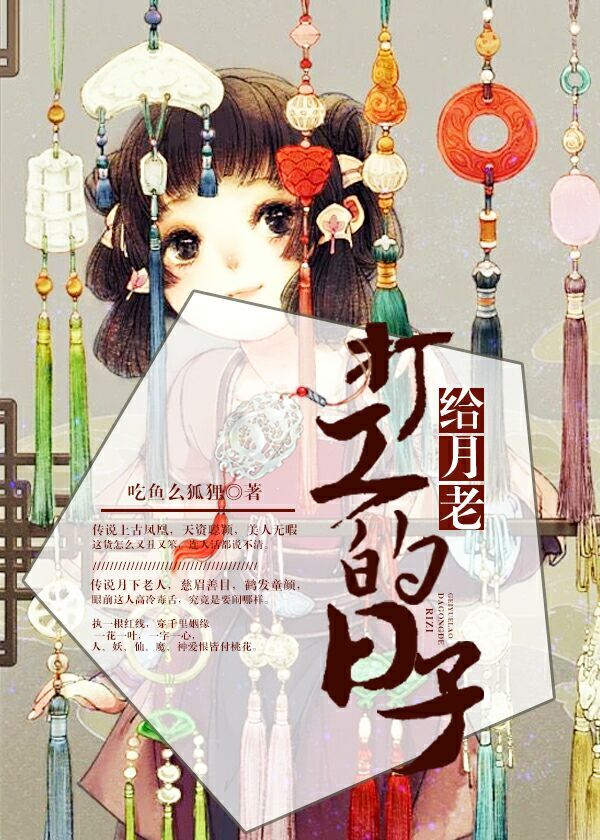 给月老
打工的日子
GEIYUELAO
DAGONGDE
RIZI
吃鱼么狐狸◎著
传说上古凤凰，天资聪颖，美人无暇
这货怎么又丑又笨，连人话都说不清。
//////////////////////////////////////
传说月下老人，慈眉善目，鹤发童颜，
眼前这人高冷毒舌，究竟是要闹哪样。
执一根红线，穿千里姻缘
一花一叶，一字一心，
人、妖、仙、魔、神爱恨皆付桃花。